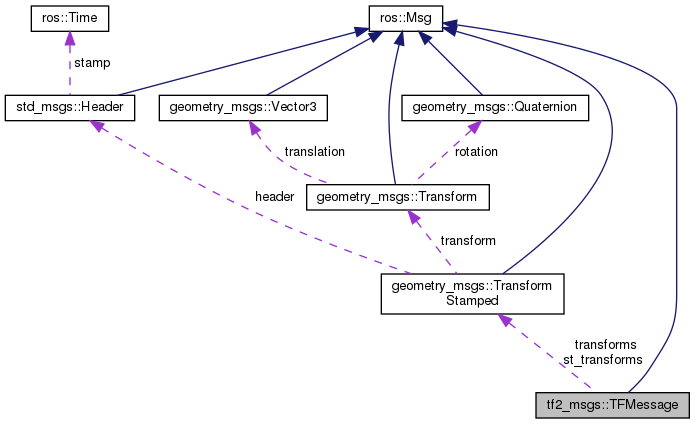 ros::Time
ros::Msg
stamp
std_msgs::Header
geometry_msgs::Vector3
geometry_msgs::Quaternion
translation
rotation
header
geometry_msgs::Transform
transform
geometry_msgs::Transform
Stamped
transforms
st_transforms
tf2_msgs::TFMessage